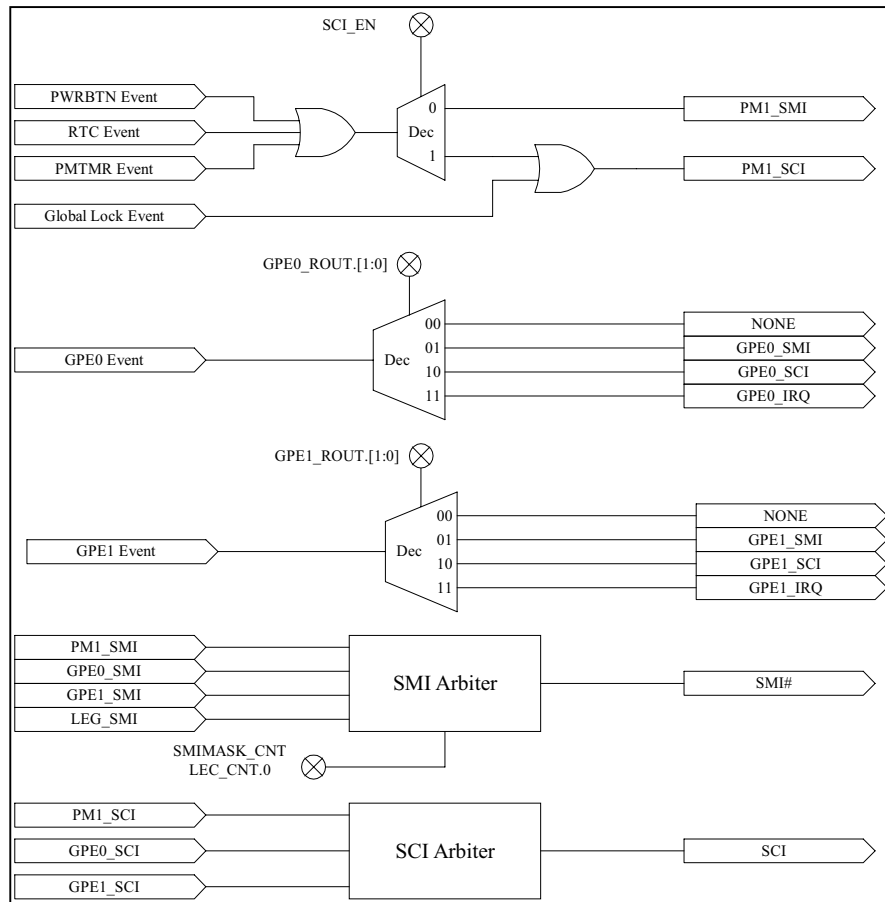 SCI_EN
PWRBTN Event
0
PM1_SMI
RTC Event
Dec
PMTMR Event
1
PM1_SCI
Global Lock Event
GPE0_ROUT.[1:0]
00
NONE
01
GPE0_SMI
GPE0 Event
Dec
10
GPE0_SCI
11
GPE0_IRQ
GPE1_ROUT.[1:0]
00
NONE
01
GPE1_SMI
GPE1 Event
Dec
10
GPE1_SCI
11
GPE1_IRQ
PM1_SMI
GPE0_SMI
GPE1_SMI
LEG_SMI
SMI Arbiter
SMI#
SMIMASK_CNT
LEC_CNT.0
PM1_SCI
GPE0_SCI
GPE1_SCI
SCI Arbiter
SCI